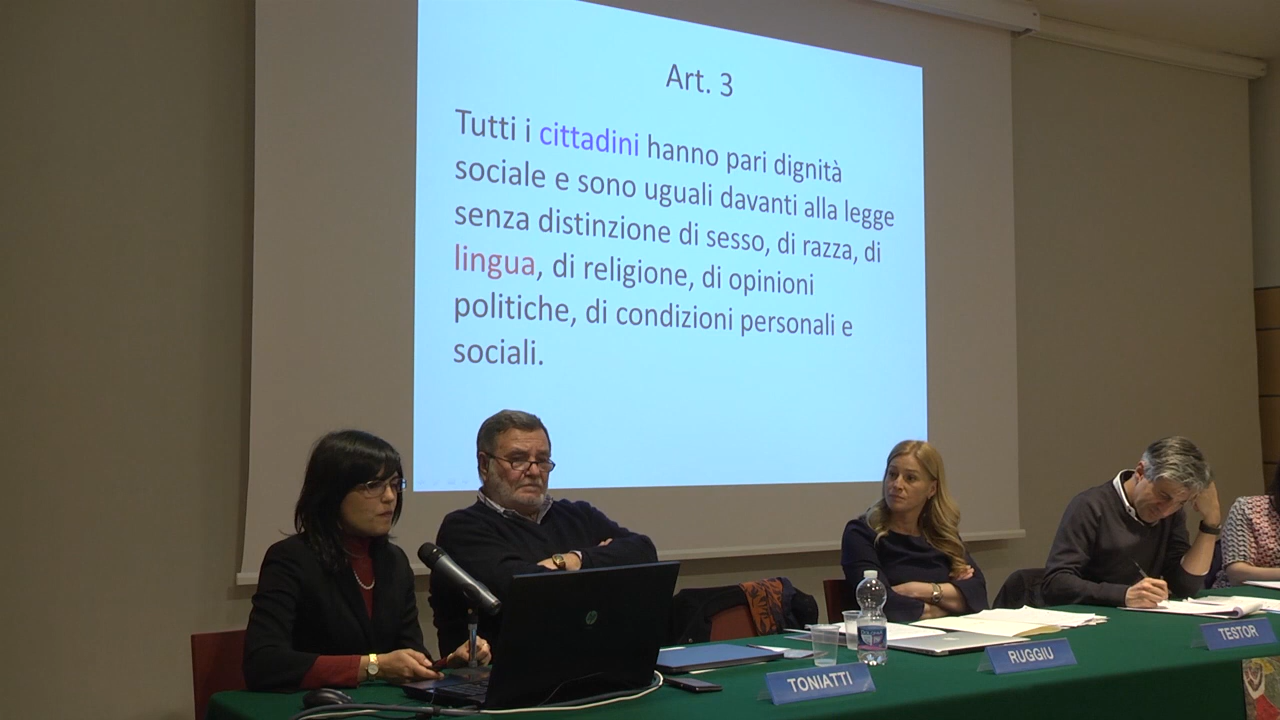 Art. 3
Tutti i cittadini hanno pari dignità
sociale e sono uguali davanti alla legge
senza distinzione di sesso, di razza, di
lingua, di religione, di opinioni
politiche, di condizioni personali e
sociali.
hp
TONIATTI
RUGGIU
TESTOR